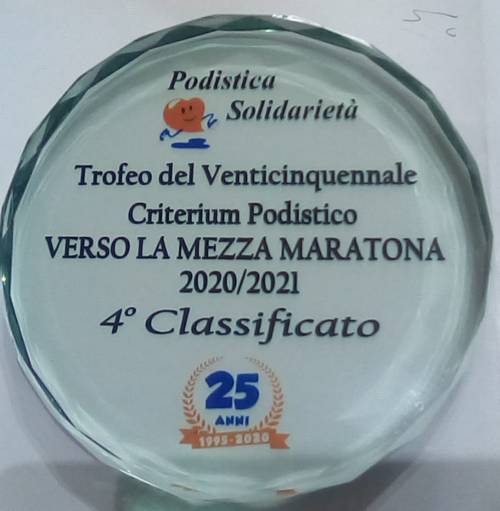 Podistica
Solidarietà
Trofeo del Venticinquennale
Criterium Podistico
VERSO LA MEZZA MARATONA
2020/2021
4° Classificato
25
ANNI
1995-2020